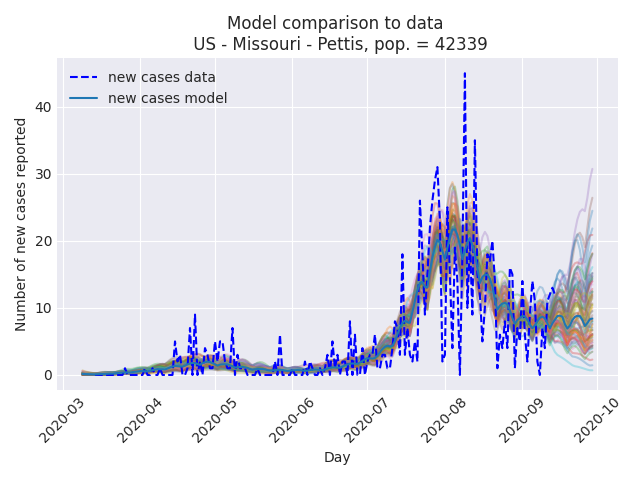 Model comparison to data
US - Missouri - Pettis, pop. = 42339
new cases data
new cases model
Number of new cases reported
40
30
20
10
0
2020-03
2020-04
2020-05
2020-06
2020-07
2020-08
2020-09
2020-10
Day